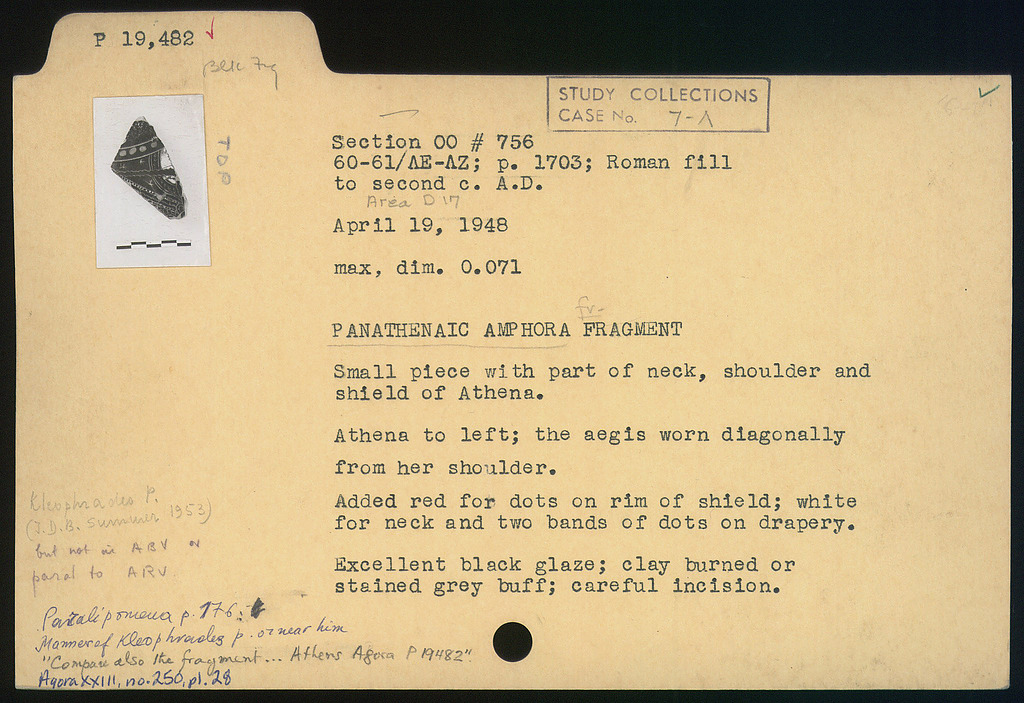 P 19,482 ✓
Blk Fig
TDP
STUDY COLLECTIONS
CASE No. 7-Λ
Section OO # 756
60-61/ΛE-ΛZ; p. 1703; Roman fill
to second c. A.D.
Area D 17
April 19, 1948
max, dim. 0.071
fr-
PANATHENAIC AMPHORA FRAGMENT
Small piece with part of neck, shoulder and
shield of Athena.
Athena to left; the aegis worn diagonally
from her shoulder.
Added red for dots on rim of shield; white
for neck and two bands of dots on drapery.
Excellent black glaze; clay burned or
stained grey buff; careful incision.
Kleophrades P.
(J.D.B. Summer 1953)
but not in ABV or
paral to ARV.
Paralipomena p. 176:
Manner of Kleophrades p. or near him
"Compare also the fragment... Athens Agora P 19482".
Agora XXIII, no. 250, pl. 28